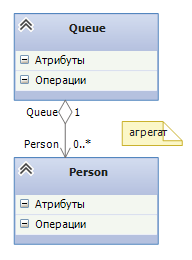 Queue
Атрибуты
Операции
Queue 1
агрегат
Person 0..*
Person
Атрибуты
Операции